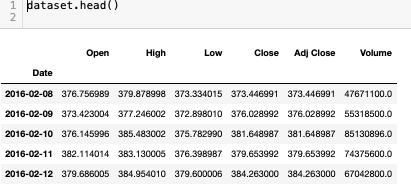 1 dataset.head()
2
Open High Low Close Adj Close Volume
Date
2016-02-08 376.756989 379.878998 373.334015 373.446991 373.446991 47671100.0
2016-02-09 373.423004 377.246002 372.898010 376.028992 376.028992 55318500.0
2016-02-10 376.145996 385.483002 375.782990 381.648987 381.648987 85130896.0
2016-02-11 382.114014 383.130005 376.398987 379.653992 379.653992 74375600.0
2016-02-12 379.686005 384.954010 379.600006 384.263000 384.263000 67042800.0